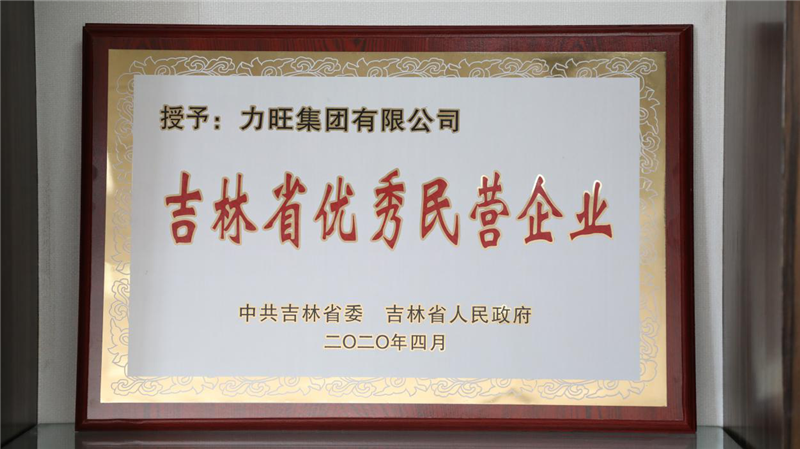 授予：力旺集团有限公司
吉林省优秀民营企业
中共吉林省委　吉林省人民政府
二〇二〇年四月